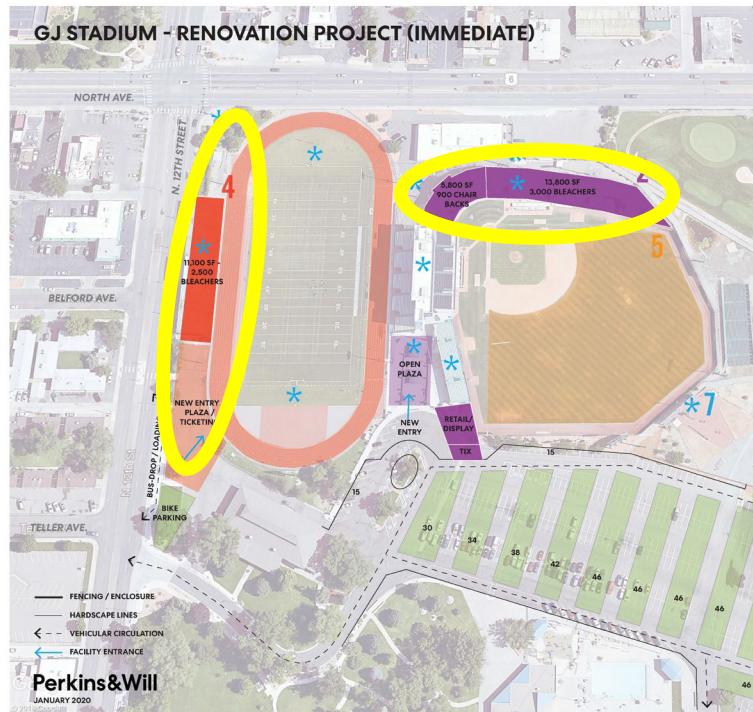 GJ STADIUM - RENOVATION PROJECT (IMMEDIATE)
6
NORTH AVE.
N. 12TH STREET
4
2
5,800 SF
900 CHAIR
BACKS
13,800 SF
3,000 BLEACHERS
5
11,100 SF -
2,500
BLEACHERS
BELFORD AVE.
OPEN
PLAZA
NEW ENTRY
PLAZA /
TICKETIN
7
NEW
ENTRY
RETAIL/
DISPLAY
TIX
BUS-DROP / LOADING
15
15
BIKE
PARKING
TELLER AVE.
30
34
38
42
46
46
46
46
46
FENCING / ENCLOSURE
HARDSCAPE LINES
VEHICULAR CIRCULATION
FACILITY ENTRANCE
Perkins&Will
JANUARY 2020